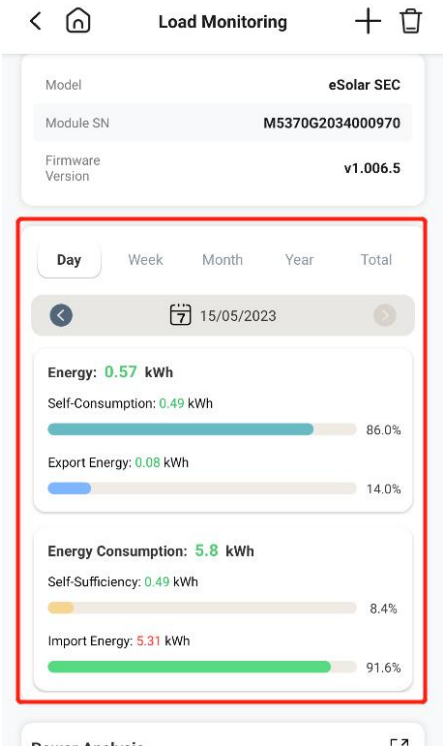 Load Monitoring
Model eSolar SEC
Module SN M5370G2034000970
Firmware
Version v1.006.5
Day Week Month Year Total
7 15/05/2023
Energy: 0.57 kWh
Self-Consumption: 0.49 kWh
86.0%
Export Energy: 0.08 kWh
14.0%
Energy Consumption: 5.8 kWh
Self-Sufficiency: 0.49 kWh
8.4%
Import Energy: 5.31 kWh
91.6%
Power Analysis